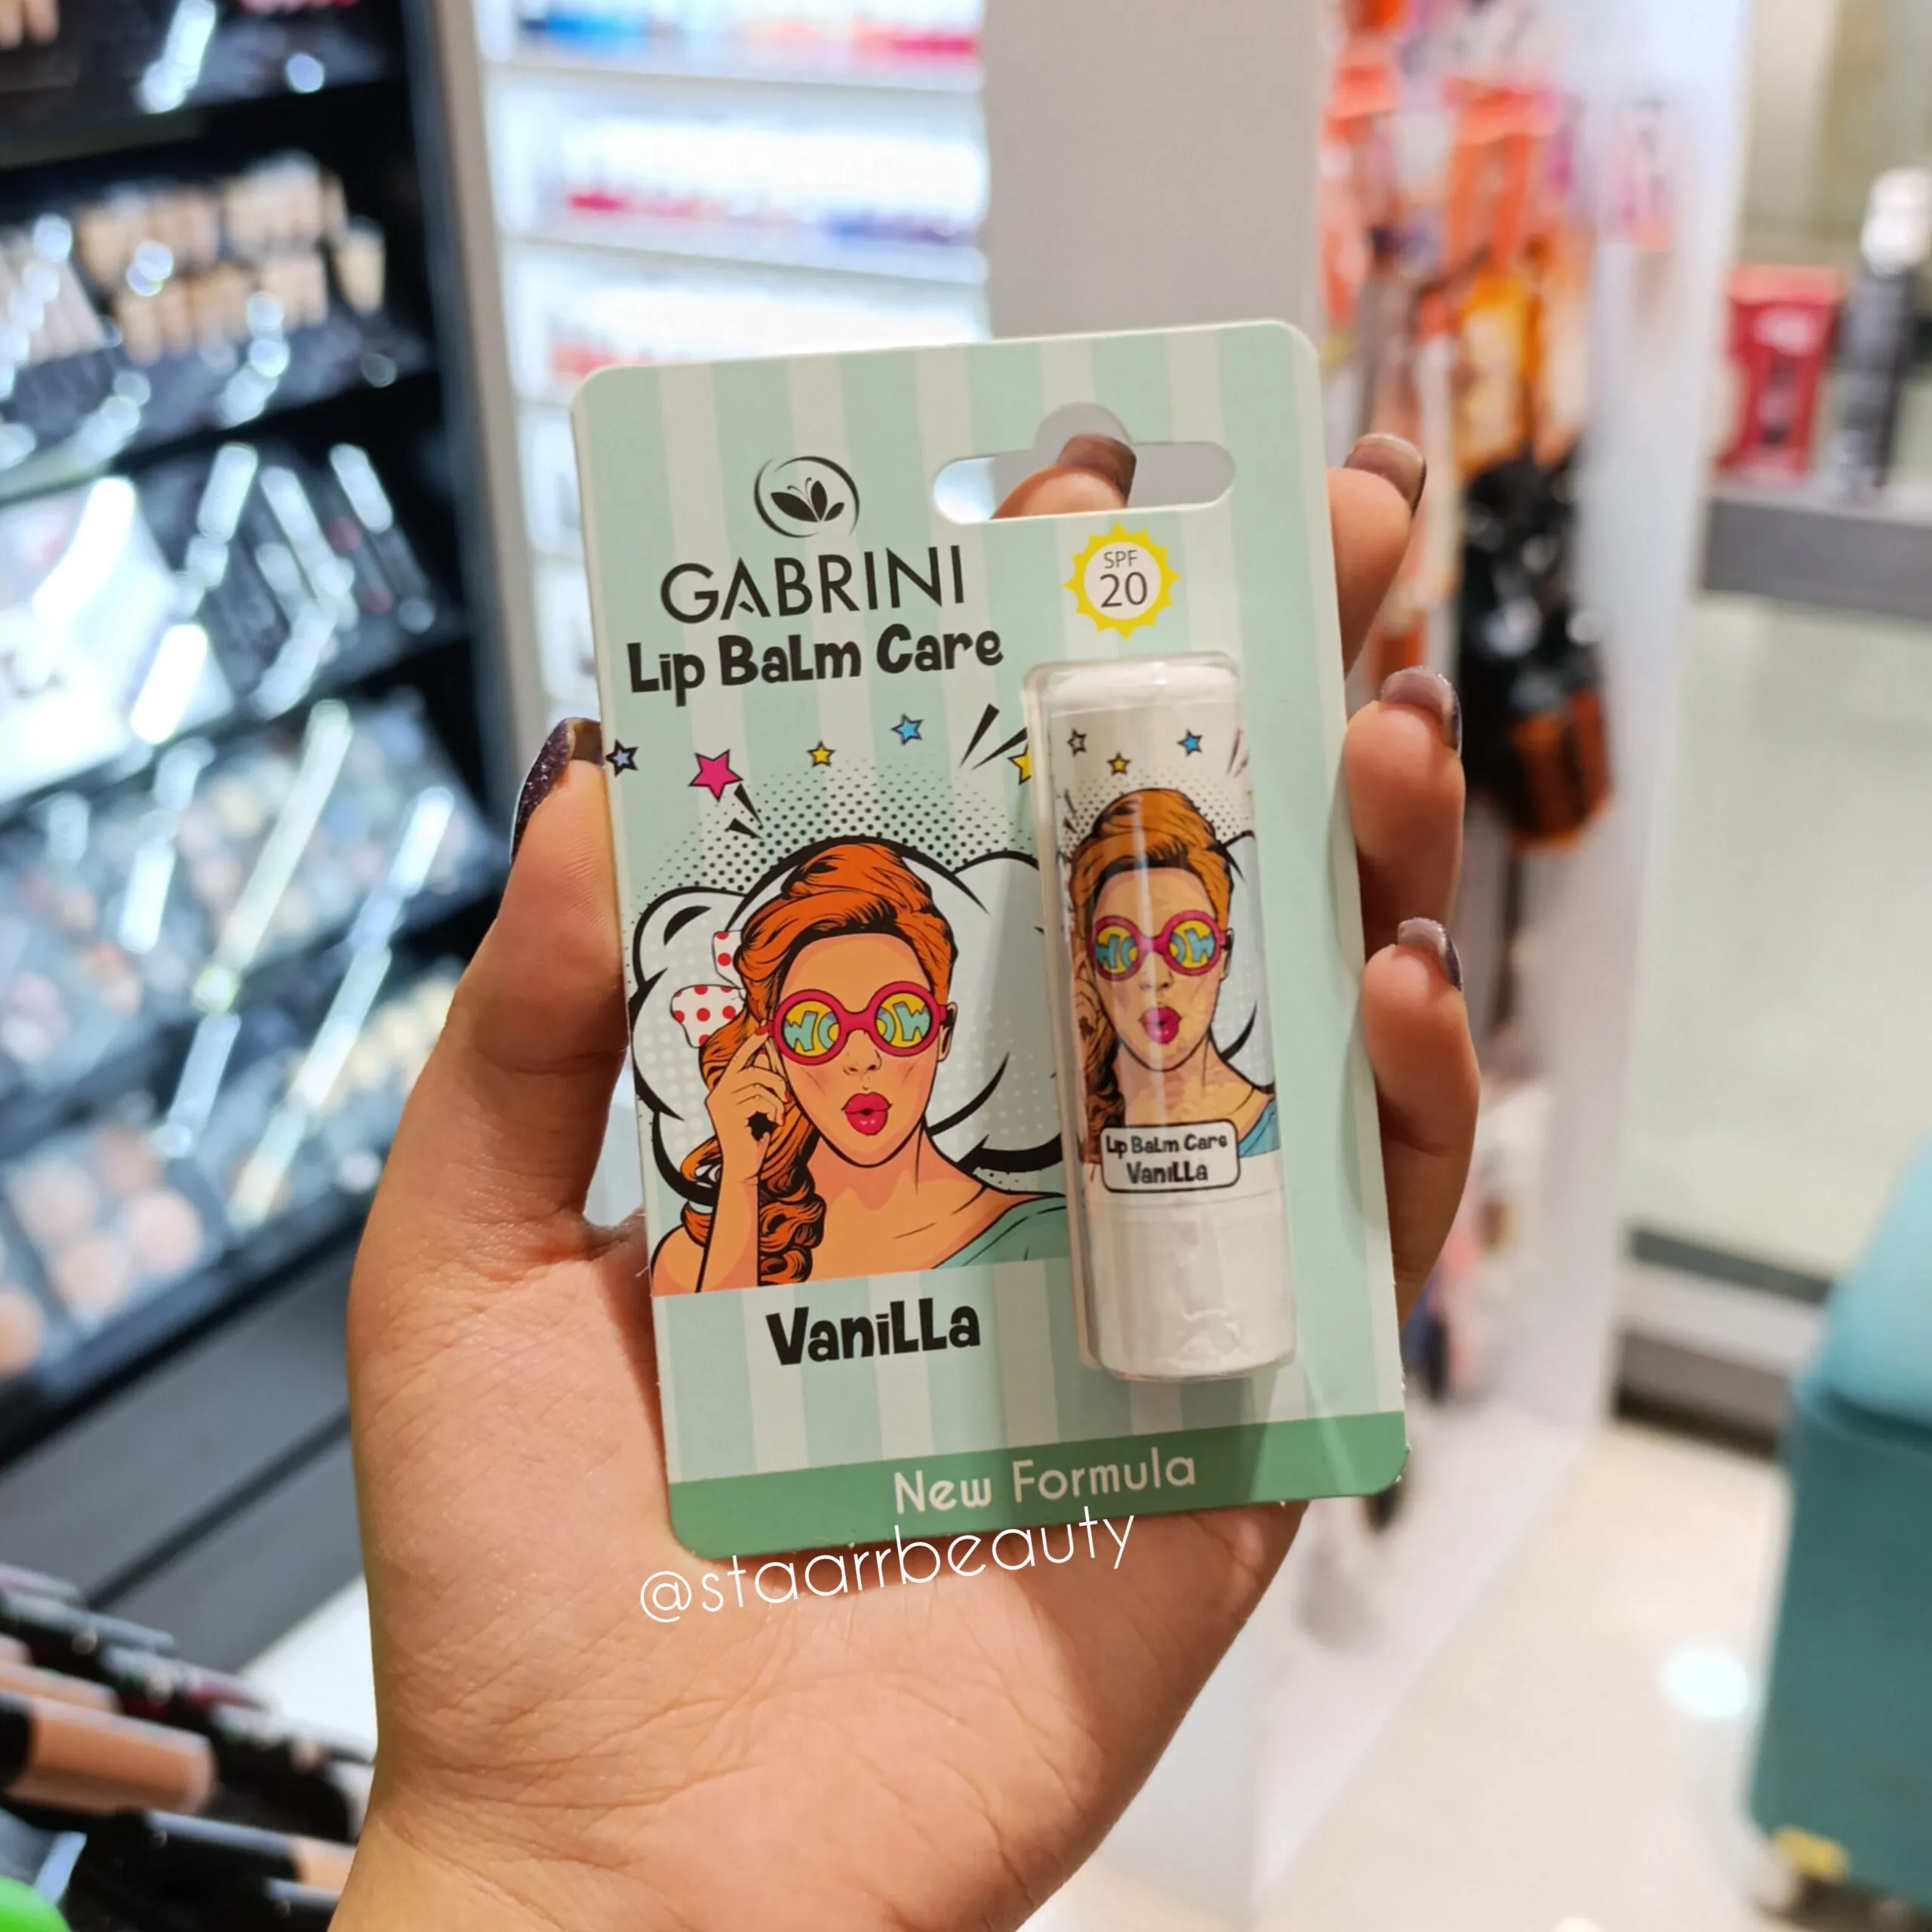 GABRINI
Lip Balm Care
SPF
20
WOW
WOW
Lip Balm Care
Vanilla
Vanilla
New Formula
@staarrbeauty